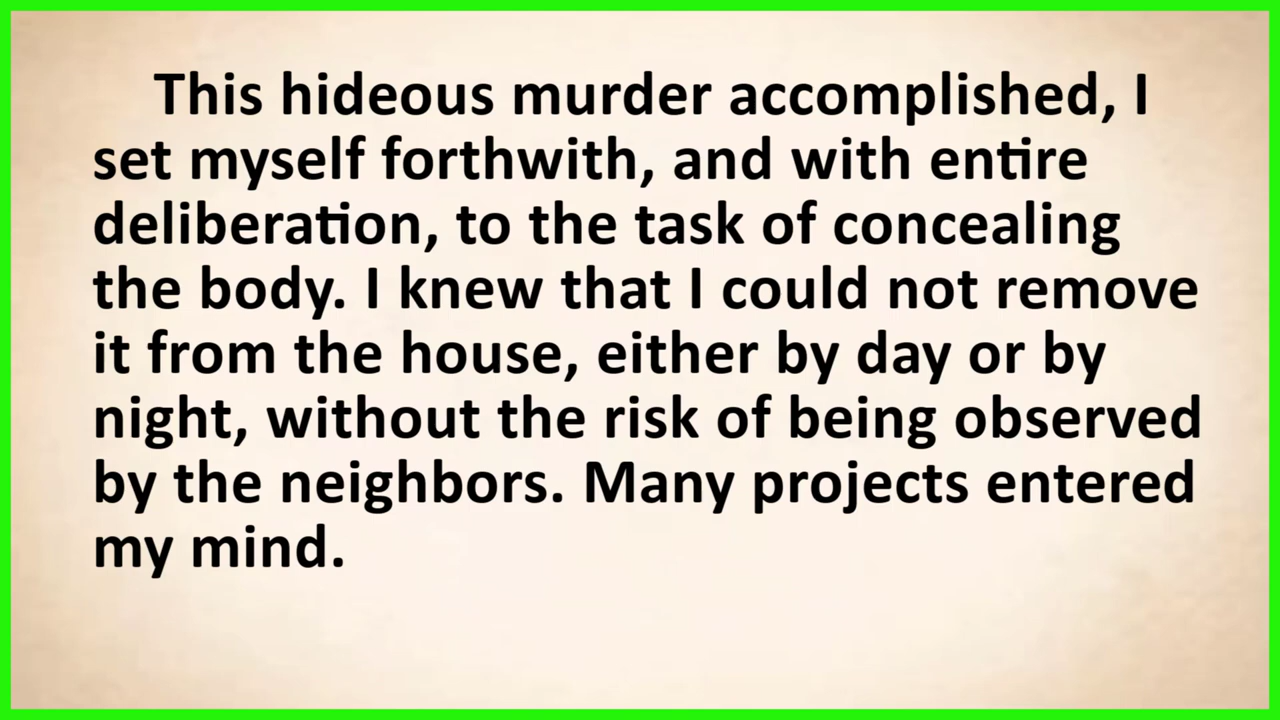 This hideous murder accomplished, I
set myself forthwith, and with entire
deliberation, to the task of concealing
the body. I knew that I could not remove
it from the house, either by day or by
night, without the risk of being observed
by the neighbors. Many projects entered
my mind.